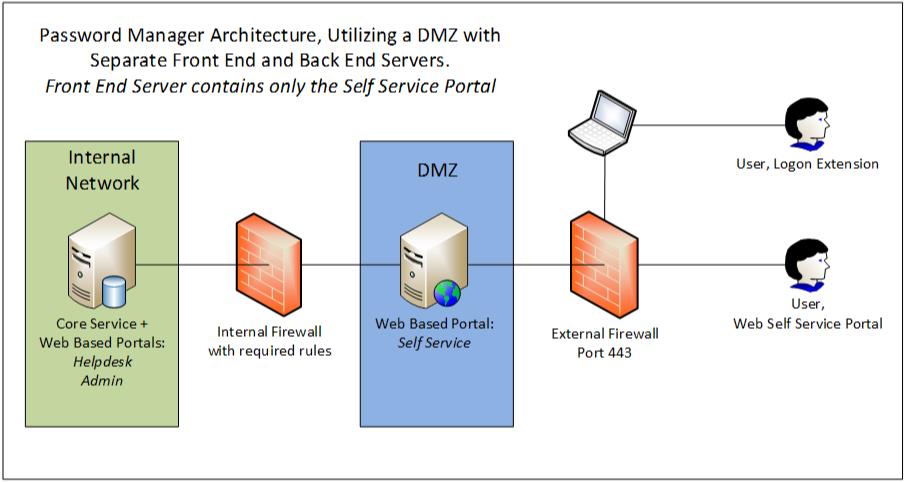 Password Manager Architecture, Utilizing a DMZ with
Separate Front End and Back End Servers.
Front End Server contains only the Self Service Portal
Internal
Network
Core Service +
Web Based Portals:
Helpdesk
Admin
Internal Firewall
with required rules
DMZ
Web Based Portal:
Self Service
External Firewall
Port 443
User, Logon Extension
User,
Web Self Service Portal